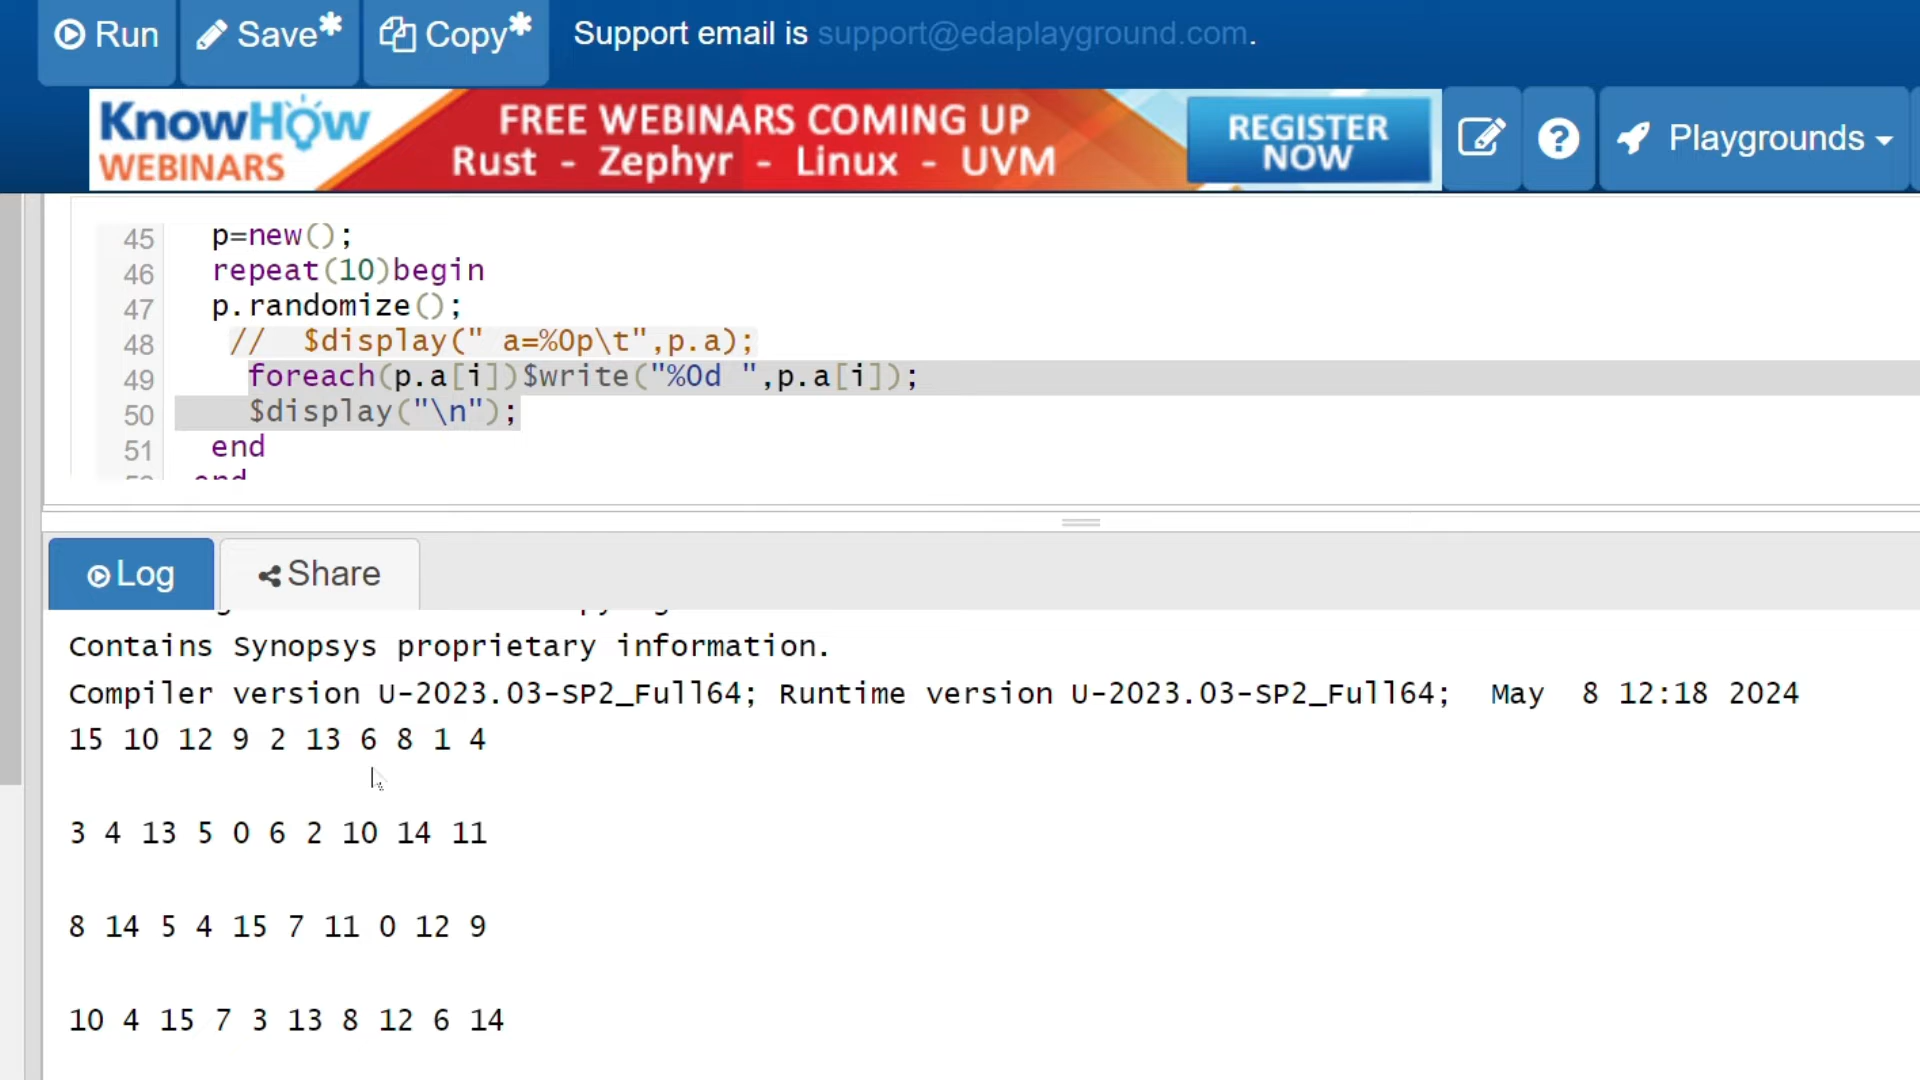 Run Save* Copy* Support email is support@edaplayground.com.
KnowHow WEBINARS
FREE WEBINARS COMING UP
Rust - Zephyr - Linux - UVM
REGISTER NOW
Playgrounds
45 p=new();
46 repeat(10)begin
47 p.randomize();
48 // $display(" a=%0p\t",p.a);
49 foreach(p.a[i])$write("%0d ",p.a[i]);
50 $display("\n");
51 end
end
Log Share
Contains Synopsys proprietary information.
Compiler version U-2023.03-SP2_Full64; Runtime version U-2023.03-SP2_Full64; May 8 12:18 2024
15 10 12 9 2 13 6 8 1 4
3 4 13 5 0 6 2 10 14 11
8 14 5 4 15 7 11 0 12 9
10 4 15 7 3 13 8 12 6 14